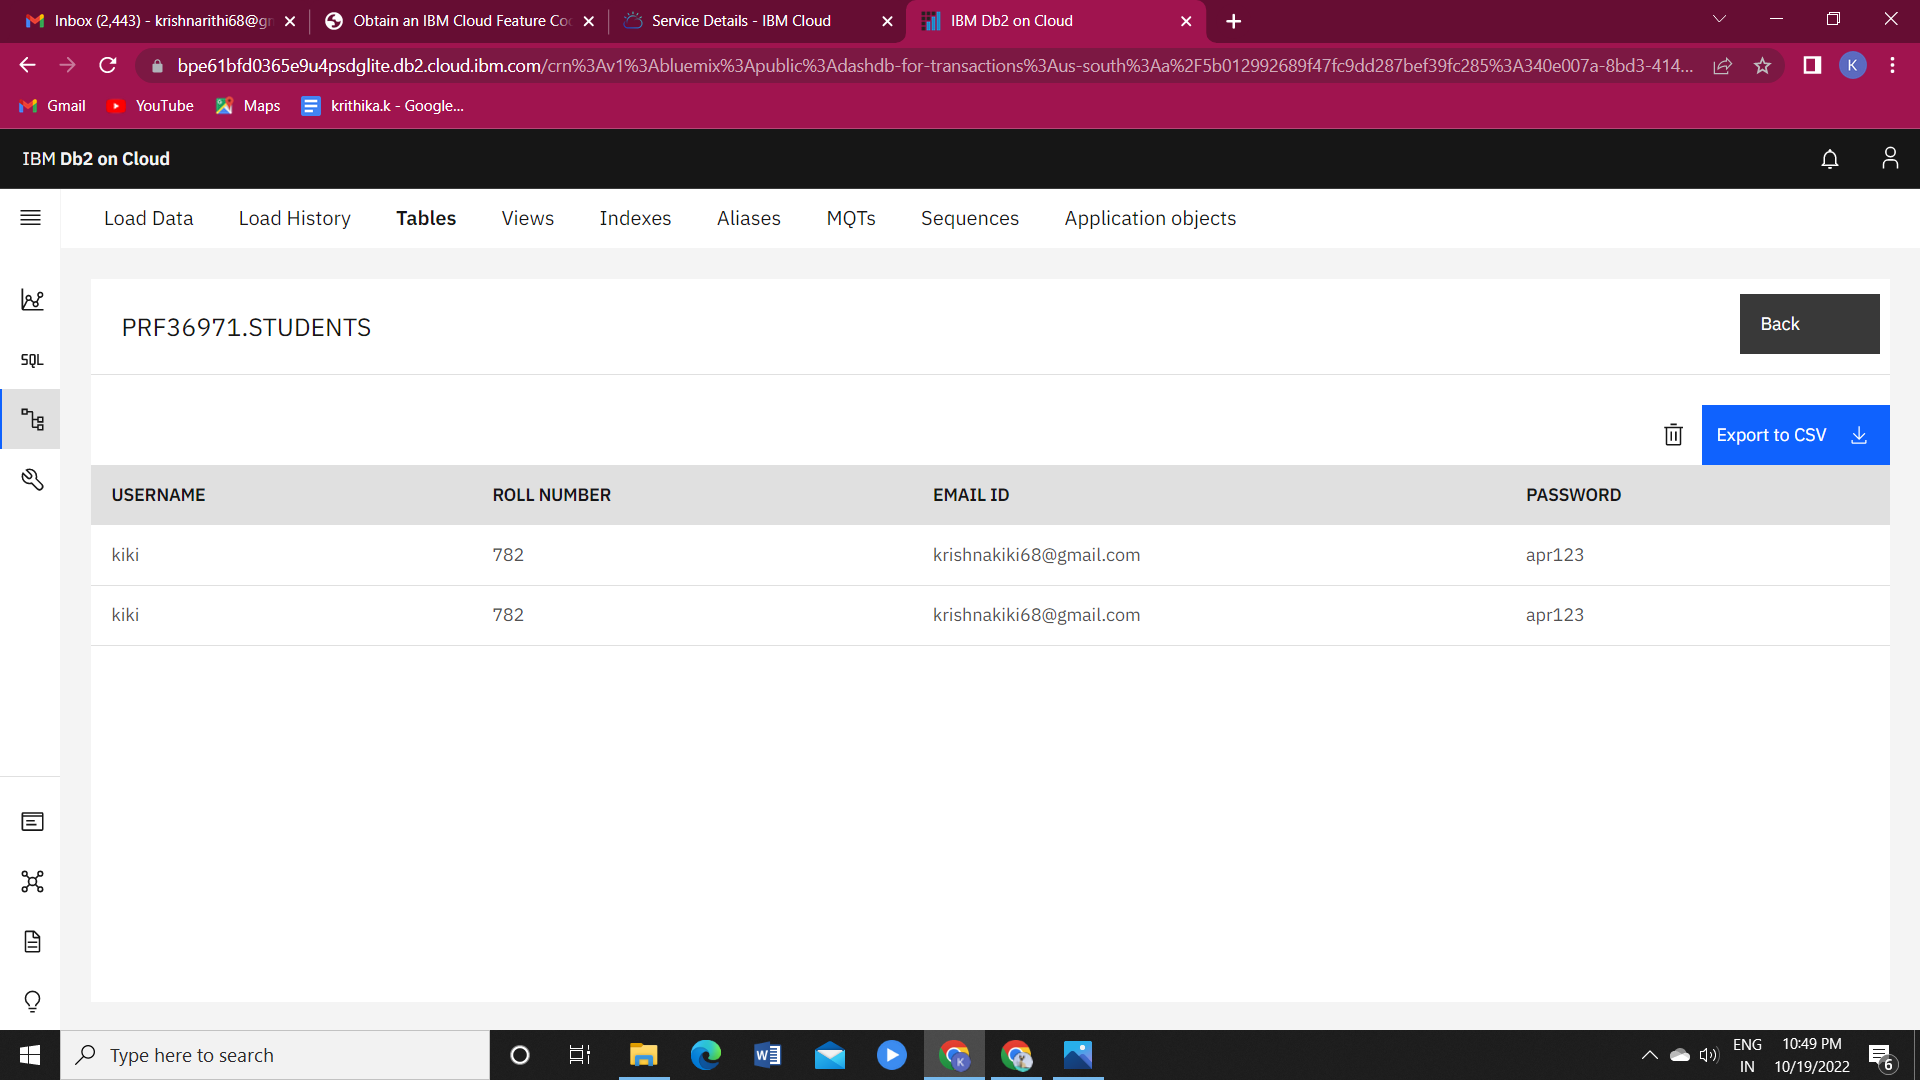 Inbox (2,443) - krishnarithi68@gm
Obtain an IBM Cloud Feature Co
Service Details - IBM Cloud
IBM Db2 on Cloud
bpe61bfd0365e9u4psdglite.db2.cloud.ibm.com/crn%3Av1%3Abluemix%3Apublic%3Adashdb-for-transactions%3Aus-south%3Aa%2F5b012992689f47fc9dd287bef39fc285%3A340e007a-8bd3-414...
K
Gmail
YouTube
Maps
krithika.k - Google...
IBM Db2 on Cloud
Load Data
Load History
Tables
Views
Indexes
Aliases
MQTs
Sequences
Application objects
SQL
PRF36971.STUDENTS
Back
Export to CSV
USERNAME ROLL NUMBER EMAIL ID PASSWORD
kiki 782 krishnakiki68@gmail.com apr123
kiki 782 krishnakiki68@gmail.com apr123
Type here to search
ENG
IN
10:49 PM
10/19/2022
6